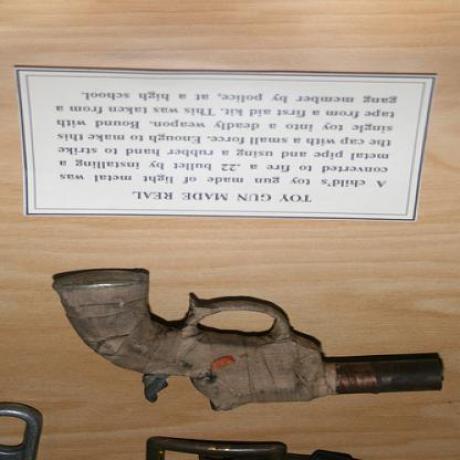 TOY GUN MADE REAL
A child's toy gun made of light metal was
converted to fire a .22 bullet by installing a
metal pipe and using a rubber hand to strike
the cap with a small force. Enough to make this
single toy into a deadly weapon. Bound with
tape from a first aid kit. This was taken from a
gang member by police, at a high school.